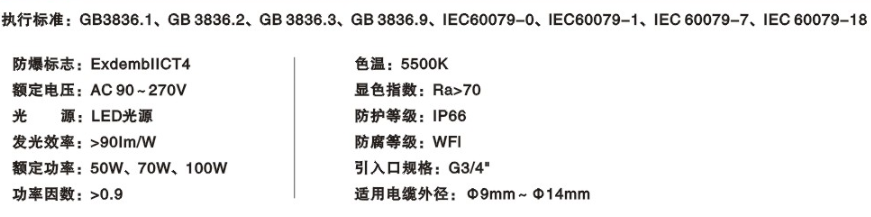 执行标准：GB3836.1、GB 3836.2、GB 3836.3、GB 3836.9、IEC60079-0、IEC60079-1、IEC 60079-7、IEC 60079-18
防爆标志：ExdembIICT4
额定电压：AC 90~270V
光 源：LED光源
发光效率：>90lm/W
额定功率：50W、70W、100W
功率因数：>0.9
色温：5500K
显色指数：Ra>70
防护等级：IP66
防腐等级：WFI
引入口规格：G3/4"
适用电缆外径：Φ9mm~Φ14mm